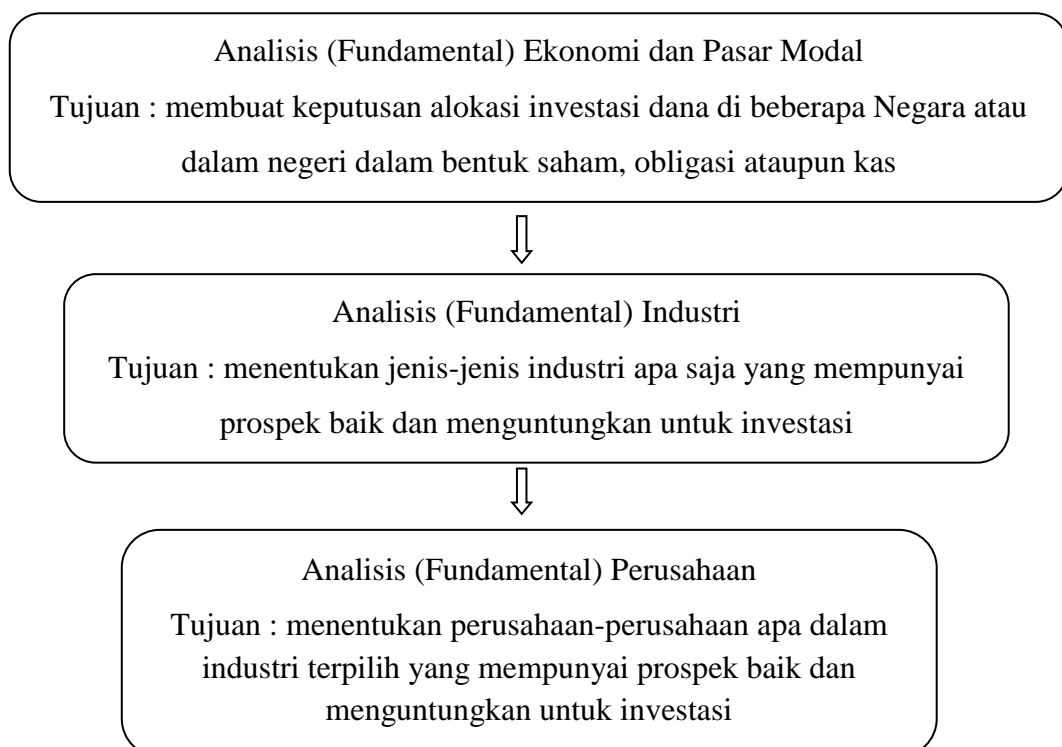 Analisis (Fundamental) Ekonomi dan Pasar Modal
Tujuan : membuat keputusan alokasi investasi dana di beberapa Negara atau
dalam negeri dalam bentuk saham, obligasi ataupun kas
Analisis (Fundamental) Industri
Tujuan : menentukan jenis-jenis industri apa saja yang mempunyai
prospek baik dan menguntungkan untuk investasi
Analisis (Fundamental) Perusahaan
Tujuan : menentukan perusahaan-perusahaan apa dalam
industri terpilih yang mempunyai prospek baik dan
menguntungkan untuk investasi